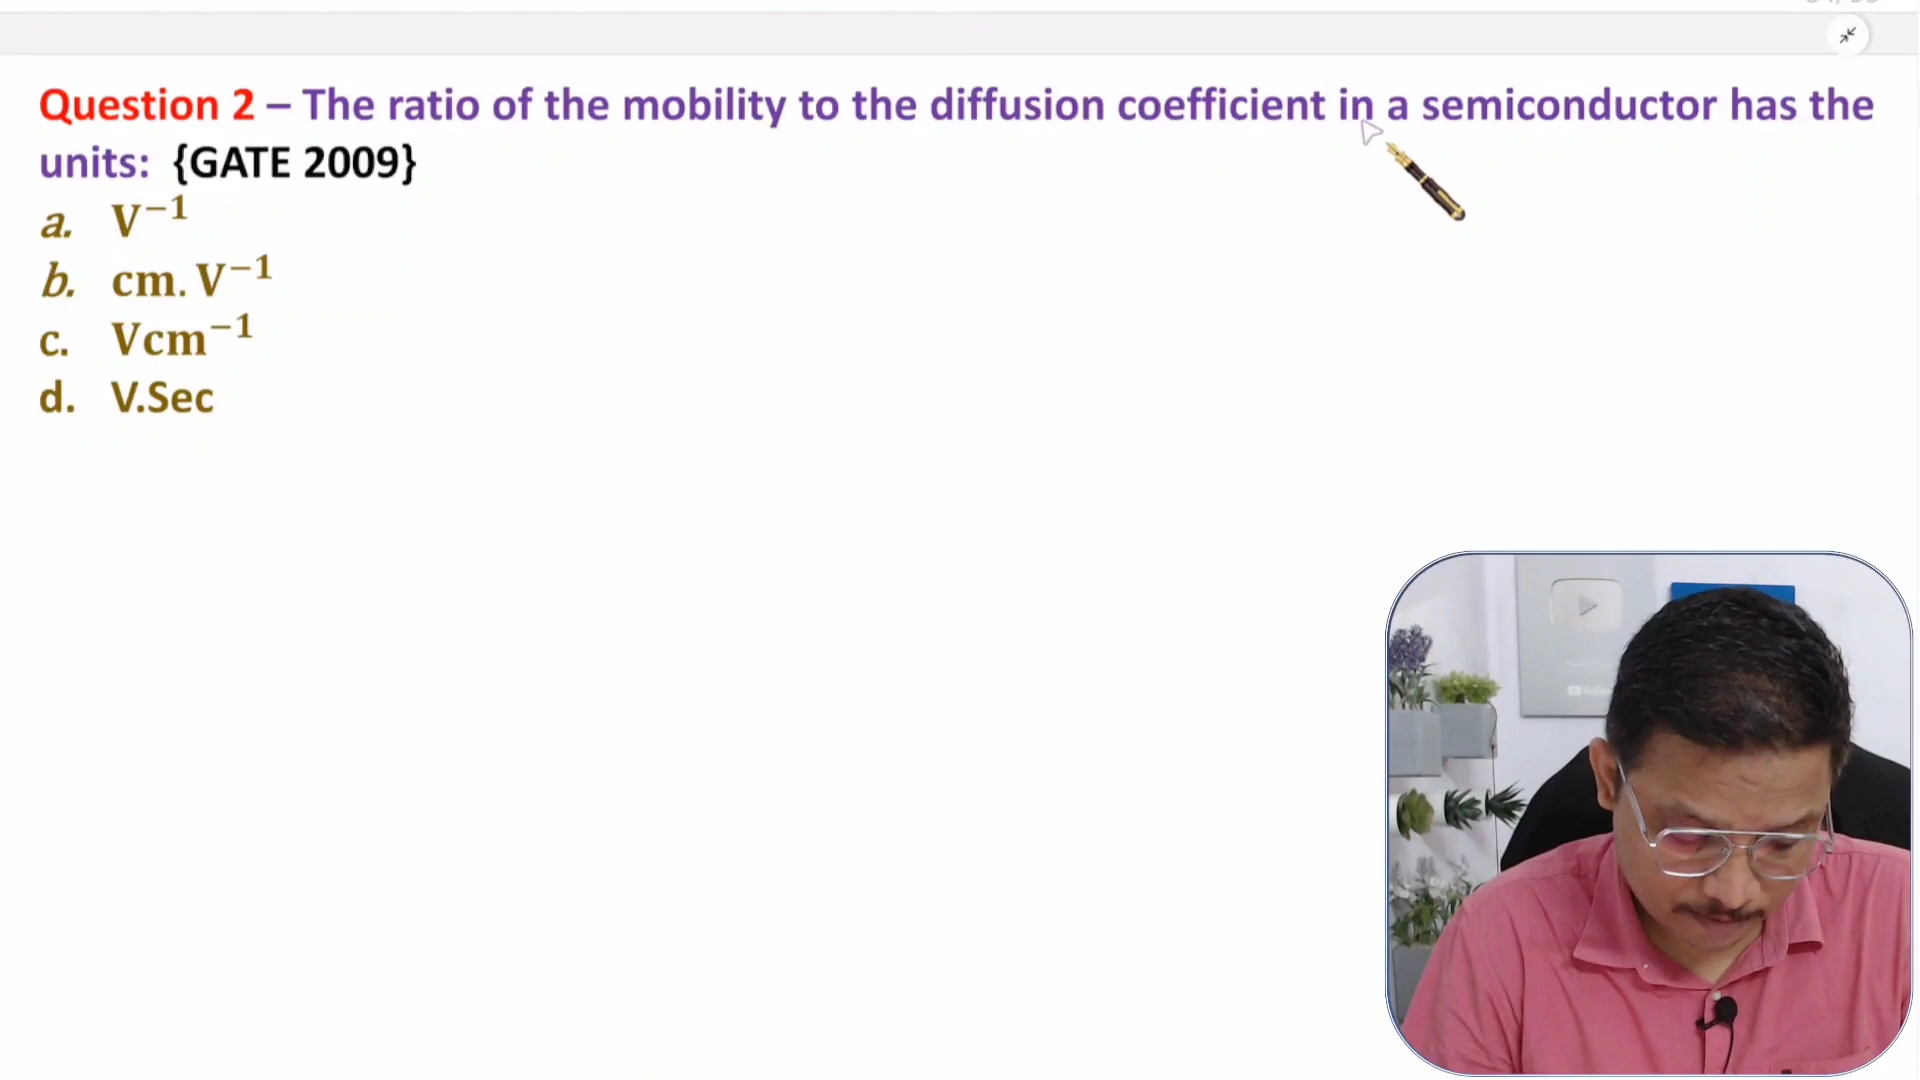 Question 2 – The ratio of the mobility to the diffusion coefficient in a semiconductor has the
units: {GATE 2009}
a. V⁻¹
b. cm. V⁻¹
c. Vcm⁻¹
d. V.Sec